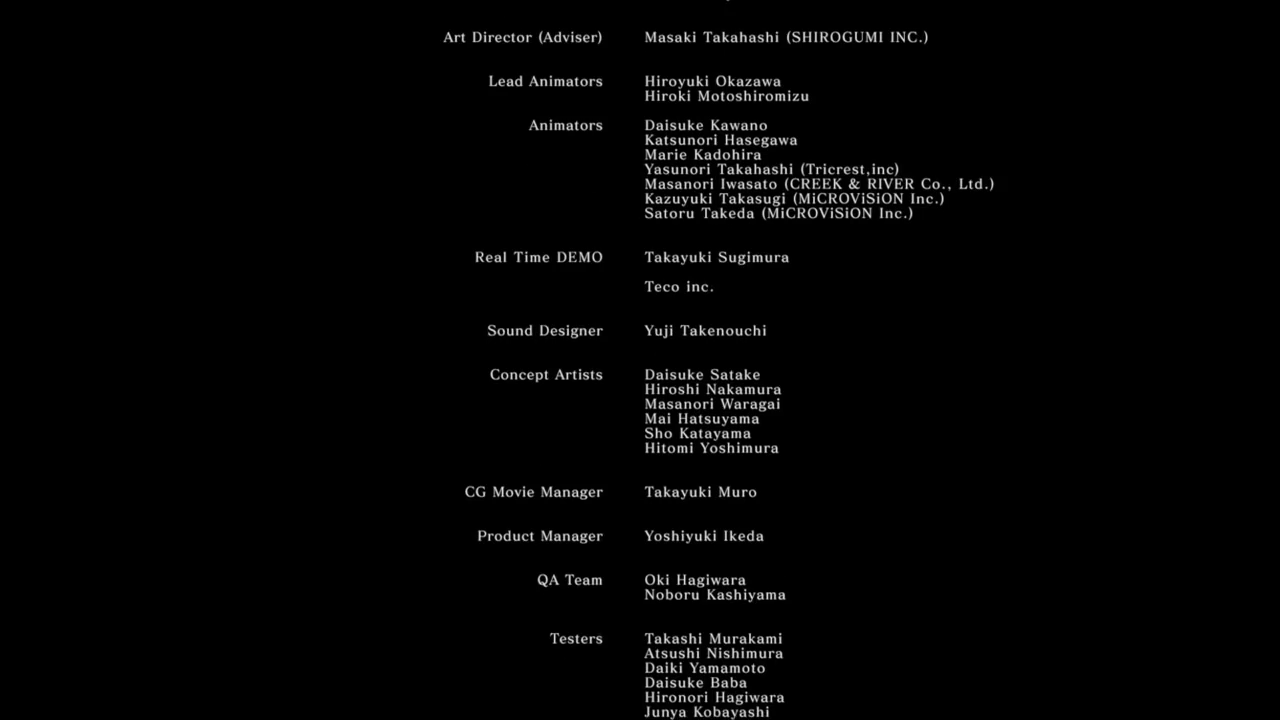 Art Director (Adviser) Masaki Takahashi (SHIROGUMI INC.)
Lead Animators Hiroyuki Okazawa
Hiroki Motoshiromizu
Animators Daisuke Kawano
Katsunori Hasegawa
Marie Kadohira
Yasunori Takahashi (Tricrest,inc)
Masanori Iwasato (CREEK & RIVER Co., Ltd.)
Kazuyuki Takasugi (MiCROViSiON Inc.)
Satoru Takeda (MiCROViSiON Inc.)
Real Time DEMO Takayuki Sugimura
Teco inc.
Sound Designer Yuji Takenouchi
Concept Artists Daisuke Satake
Hiroshi Nakamura
Masanori Waragai
Mai Hatsuyama
Sho Katayama
Hitomi Yoshimura
CG Movie Manager Takayuki Muro
Product Manager Yoshiyuki Ikeda
QA Team Oki Hagiwara
Noboru Kashiyama
Testers Takashi Murakami
Atsushi Nishimura
Daiki Yamamoto
Daisuke Baba
Hironori Hagiwara
Junya Kobayashi